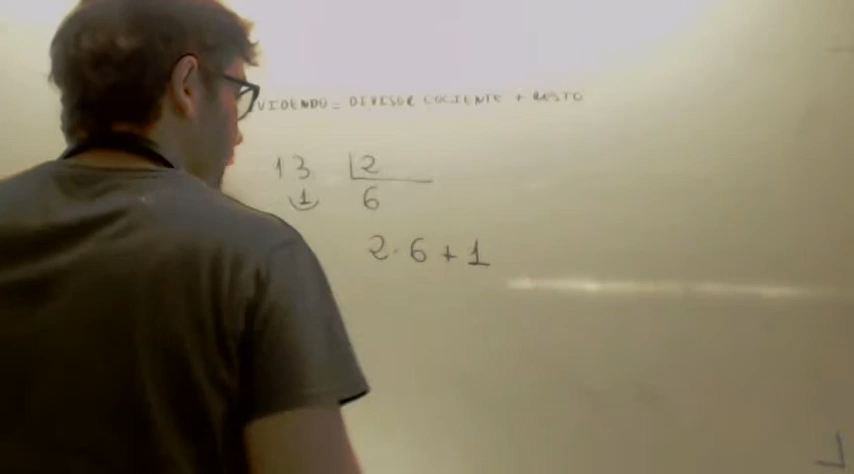 VIDENDO = DIVISOR COCIENTE + RESTO
13 2
1 6
2 · 6 + 1